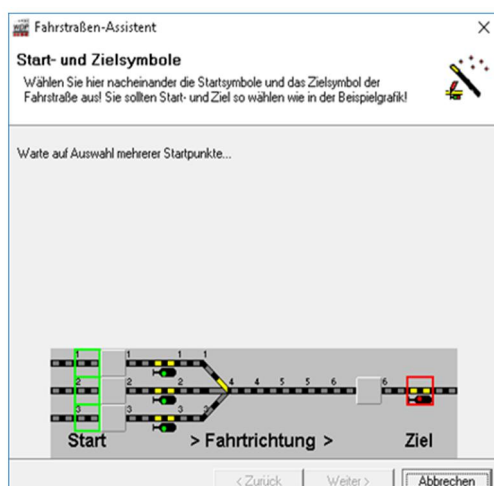 Fahrstraßen-Assistent
Start- und Zielsymbole
Wählen Sie hier nacheinander die Startsymbole und das Zielsymbol der
Fahrstraße aus! Sie sollten Start- und Ziel so wählen wie in der Beispielgrafik!
Warte auf Auswahl mehrerer Startpunkte...
1 1 1 1
2 2 2 4 4 5 5 6 6
3 3 3 3
Start > Fahrtrichtung > Ziel
< Zurück Weiter > Abbrechen